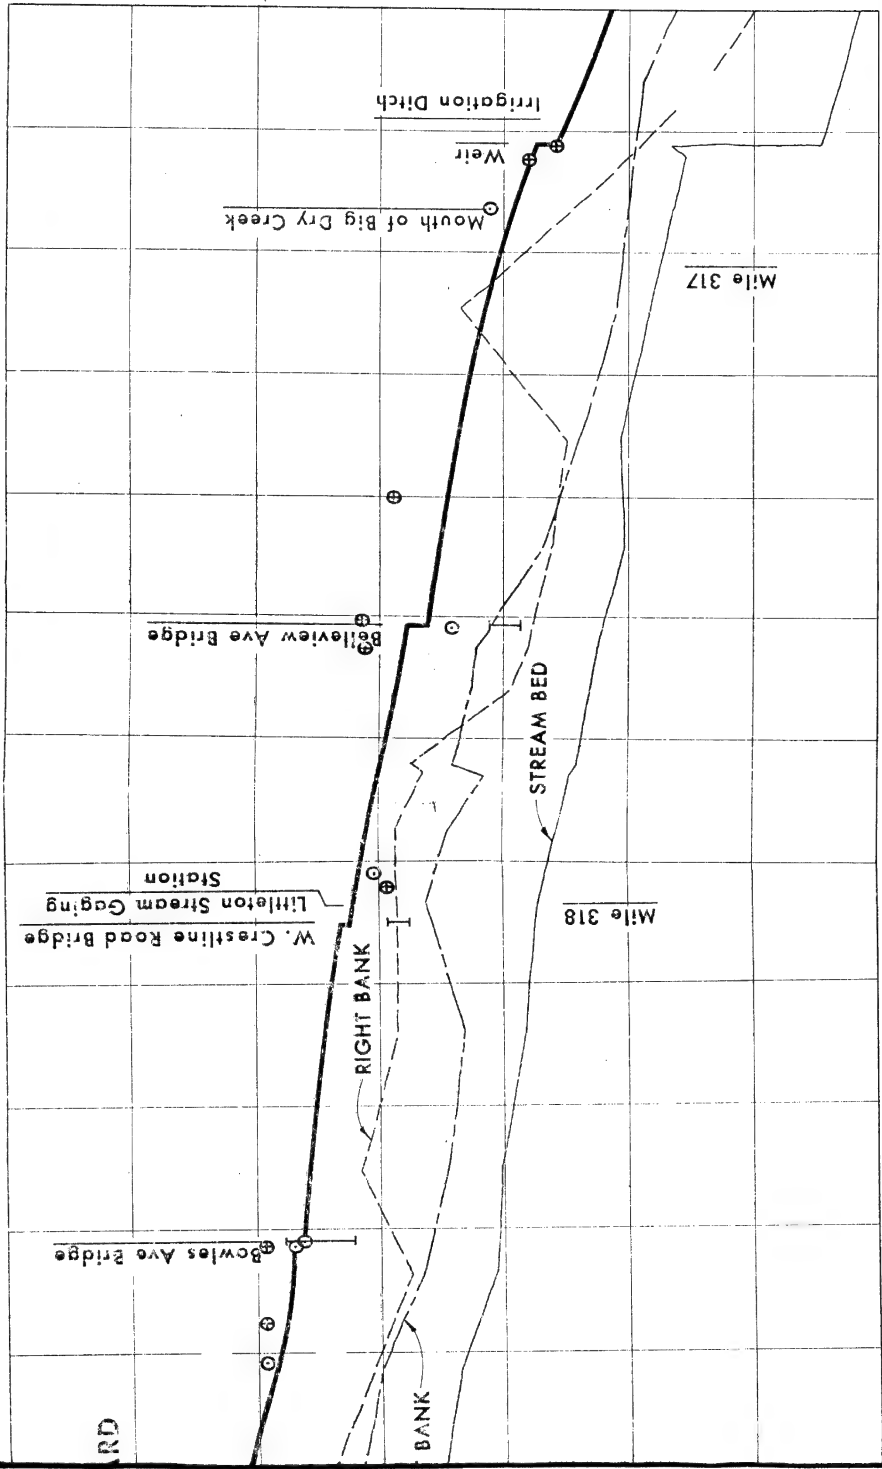 Irrigation Ditch
Weir
Mouth of Big Dry Creek
Mile 317
Belleview Ave Bridge
STREAM BED
Littleton Stream Gaging
Station
W. Crestline Road Bridge
Mile 318
RIGHT BANK
Bowles Ave Bridge
BANK
RD